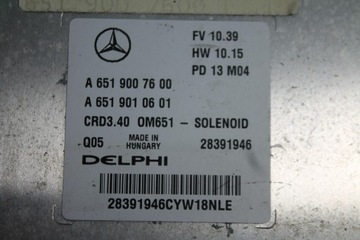 FV 10.39
HW 10.15
PD 13 M04
A 651 900 76 00
A 651 901 06 01
CRD3.40 OM651 - SOLENOID
Q05 MADE IN HUNGARY 28391946
DELPHI
28391946CYW18NLE